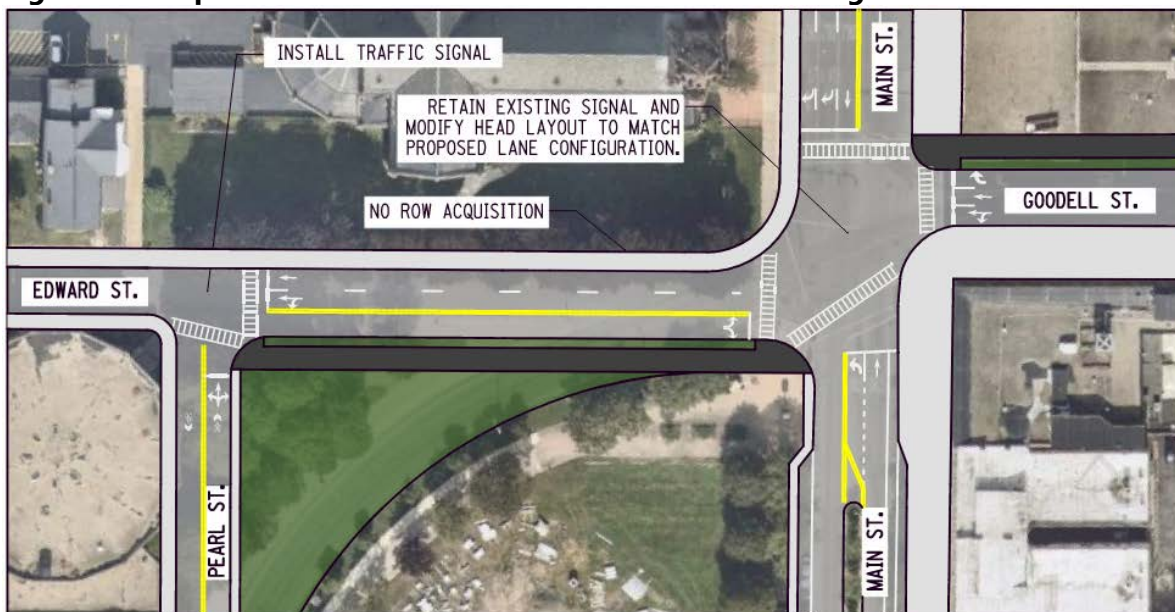 INSTALL TRAFFIC SIGNAL
MAIN ST.
RETAIN EXISTING SIGNAL AND
MODIFY HEAD LAYOUT TO MATCH
PROPOSED LANE CONFIGURATION.
GOODELL ST.
NO ROW ACQUISITION
EDWARD ST.
PEARL ST.
MAIN ST.